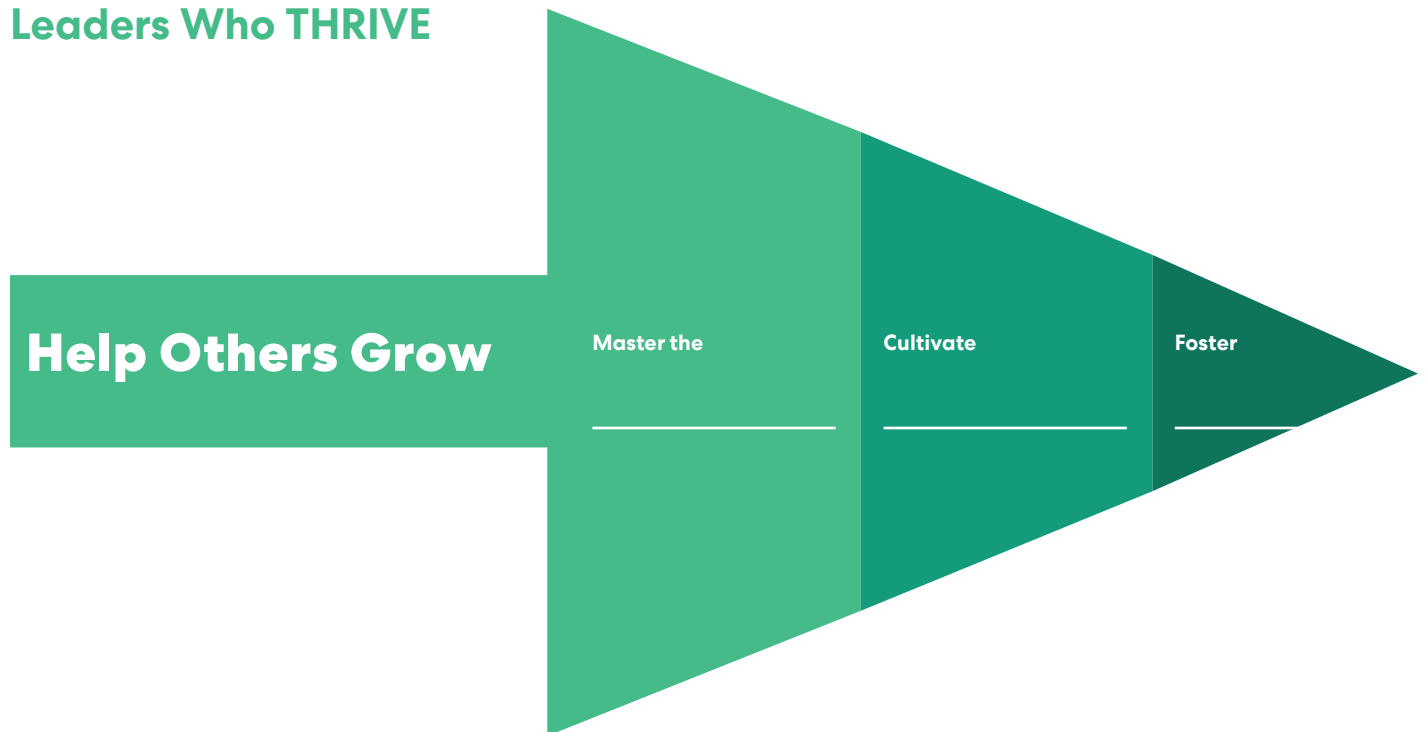 Leaders Who THRIVE
Help Others Grow
Master the
Cultivate
Foster